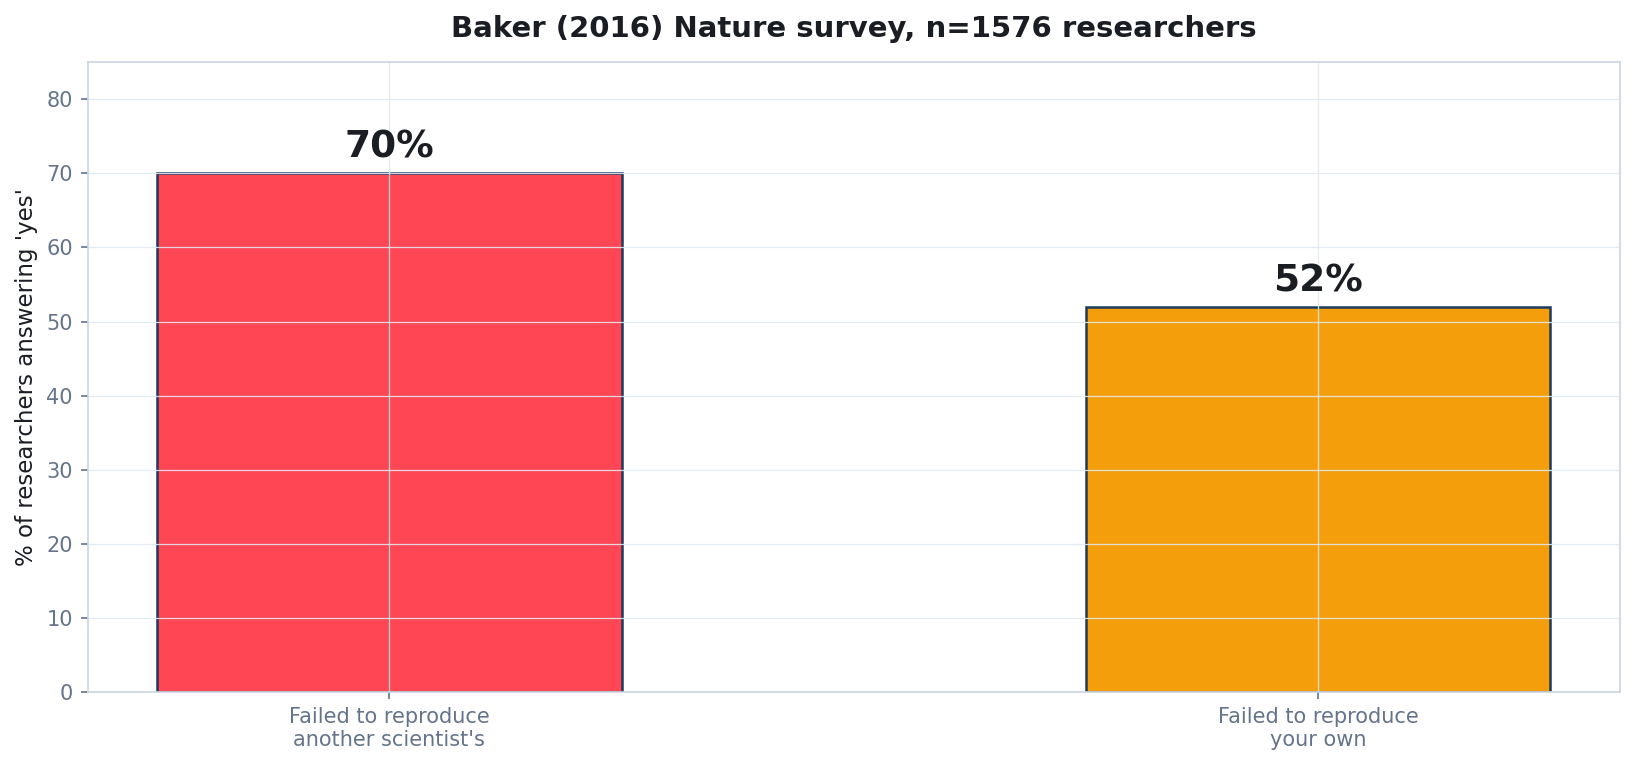 Baker (2016) Nature survey, n=1576 researchers
% of researchers answering 'yes'
80
70
60
50
40
30
20
10
0
70%
52%
Failed to reproduce
another scientist's
Failed to reproduce
your own